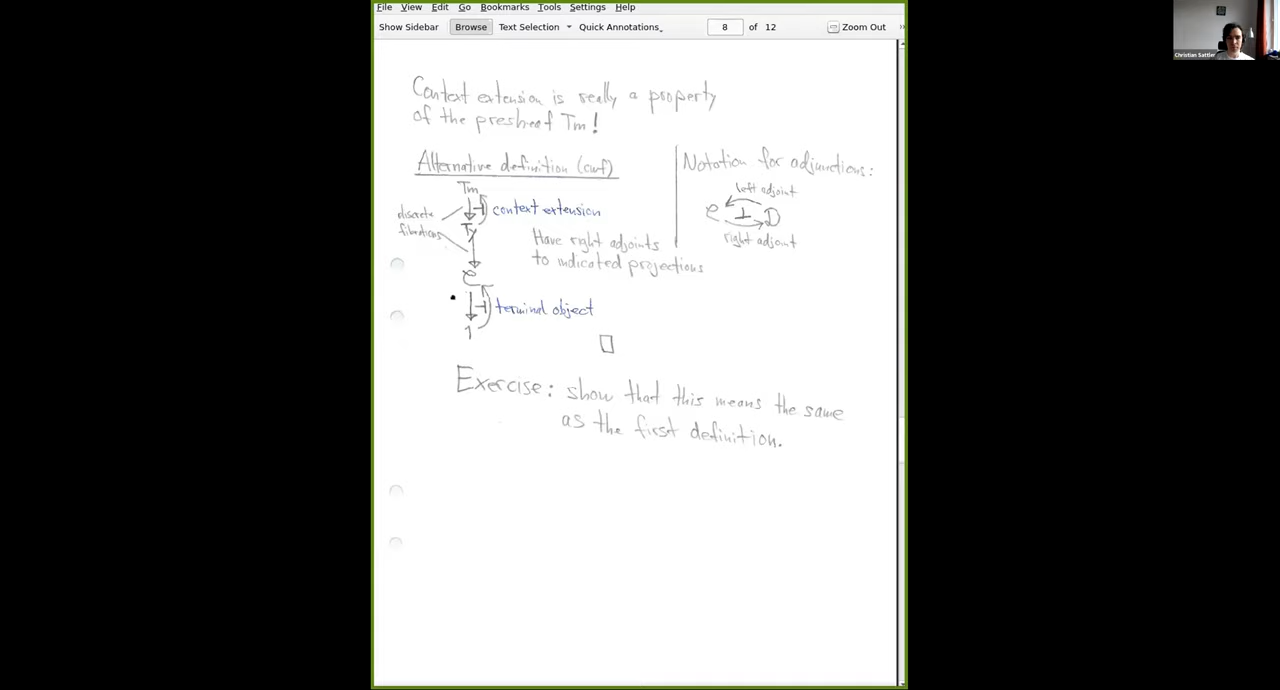 File View Edit Go Bookmarks Tools Settings Help
Show Sidebar Browse Text Selection Quick Annotations 8 of 12 Zoom Out
Christian Sattler
Context extension is really a property
of the presheaf Tm!
Alternative definition (cwf)
Notation for adjunctions:
Tm
left adjoint
discrete
fibrations
⊣ context extension
C ⊥ D
Ty
Have right adjoints
right adjoint
to indicated projections
C
⊣ terminal object
1
Exercise: show that this means the same
as the first definition.